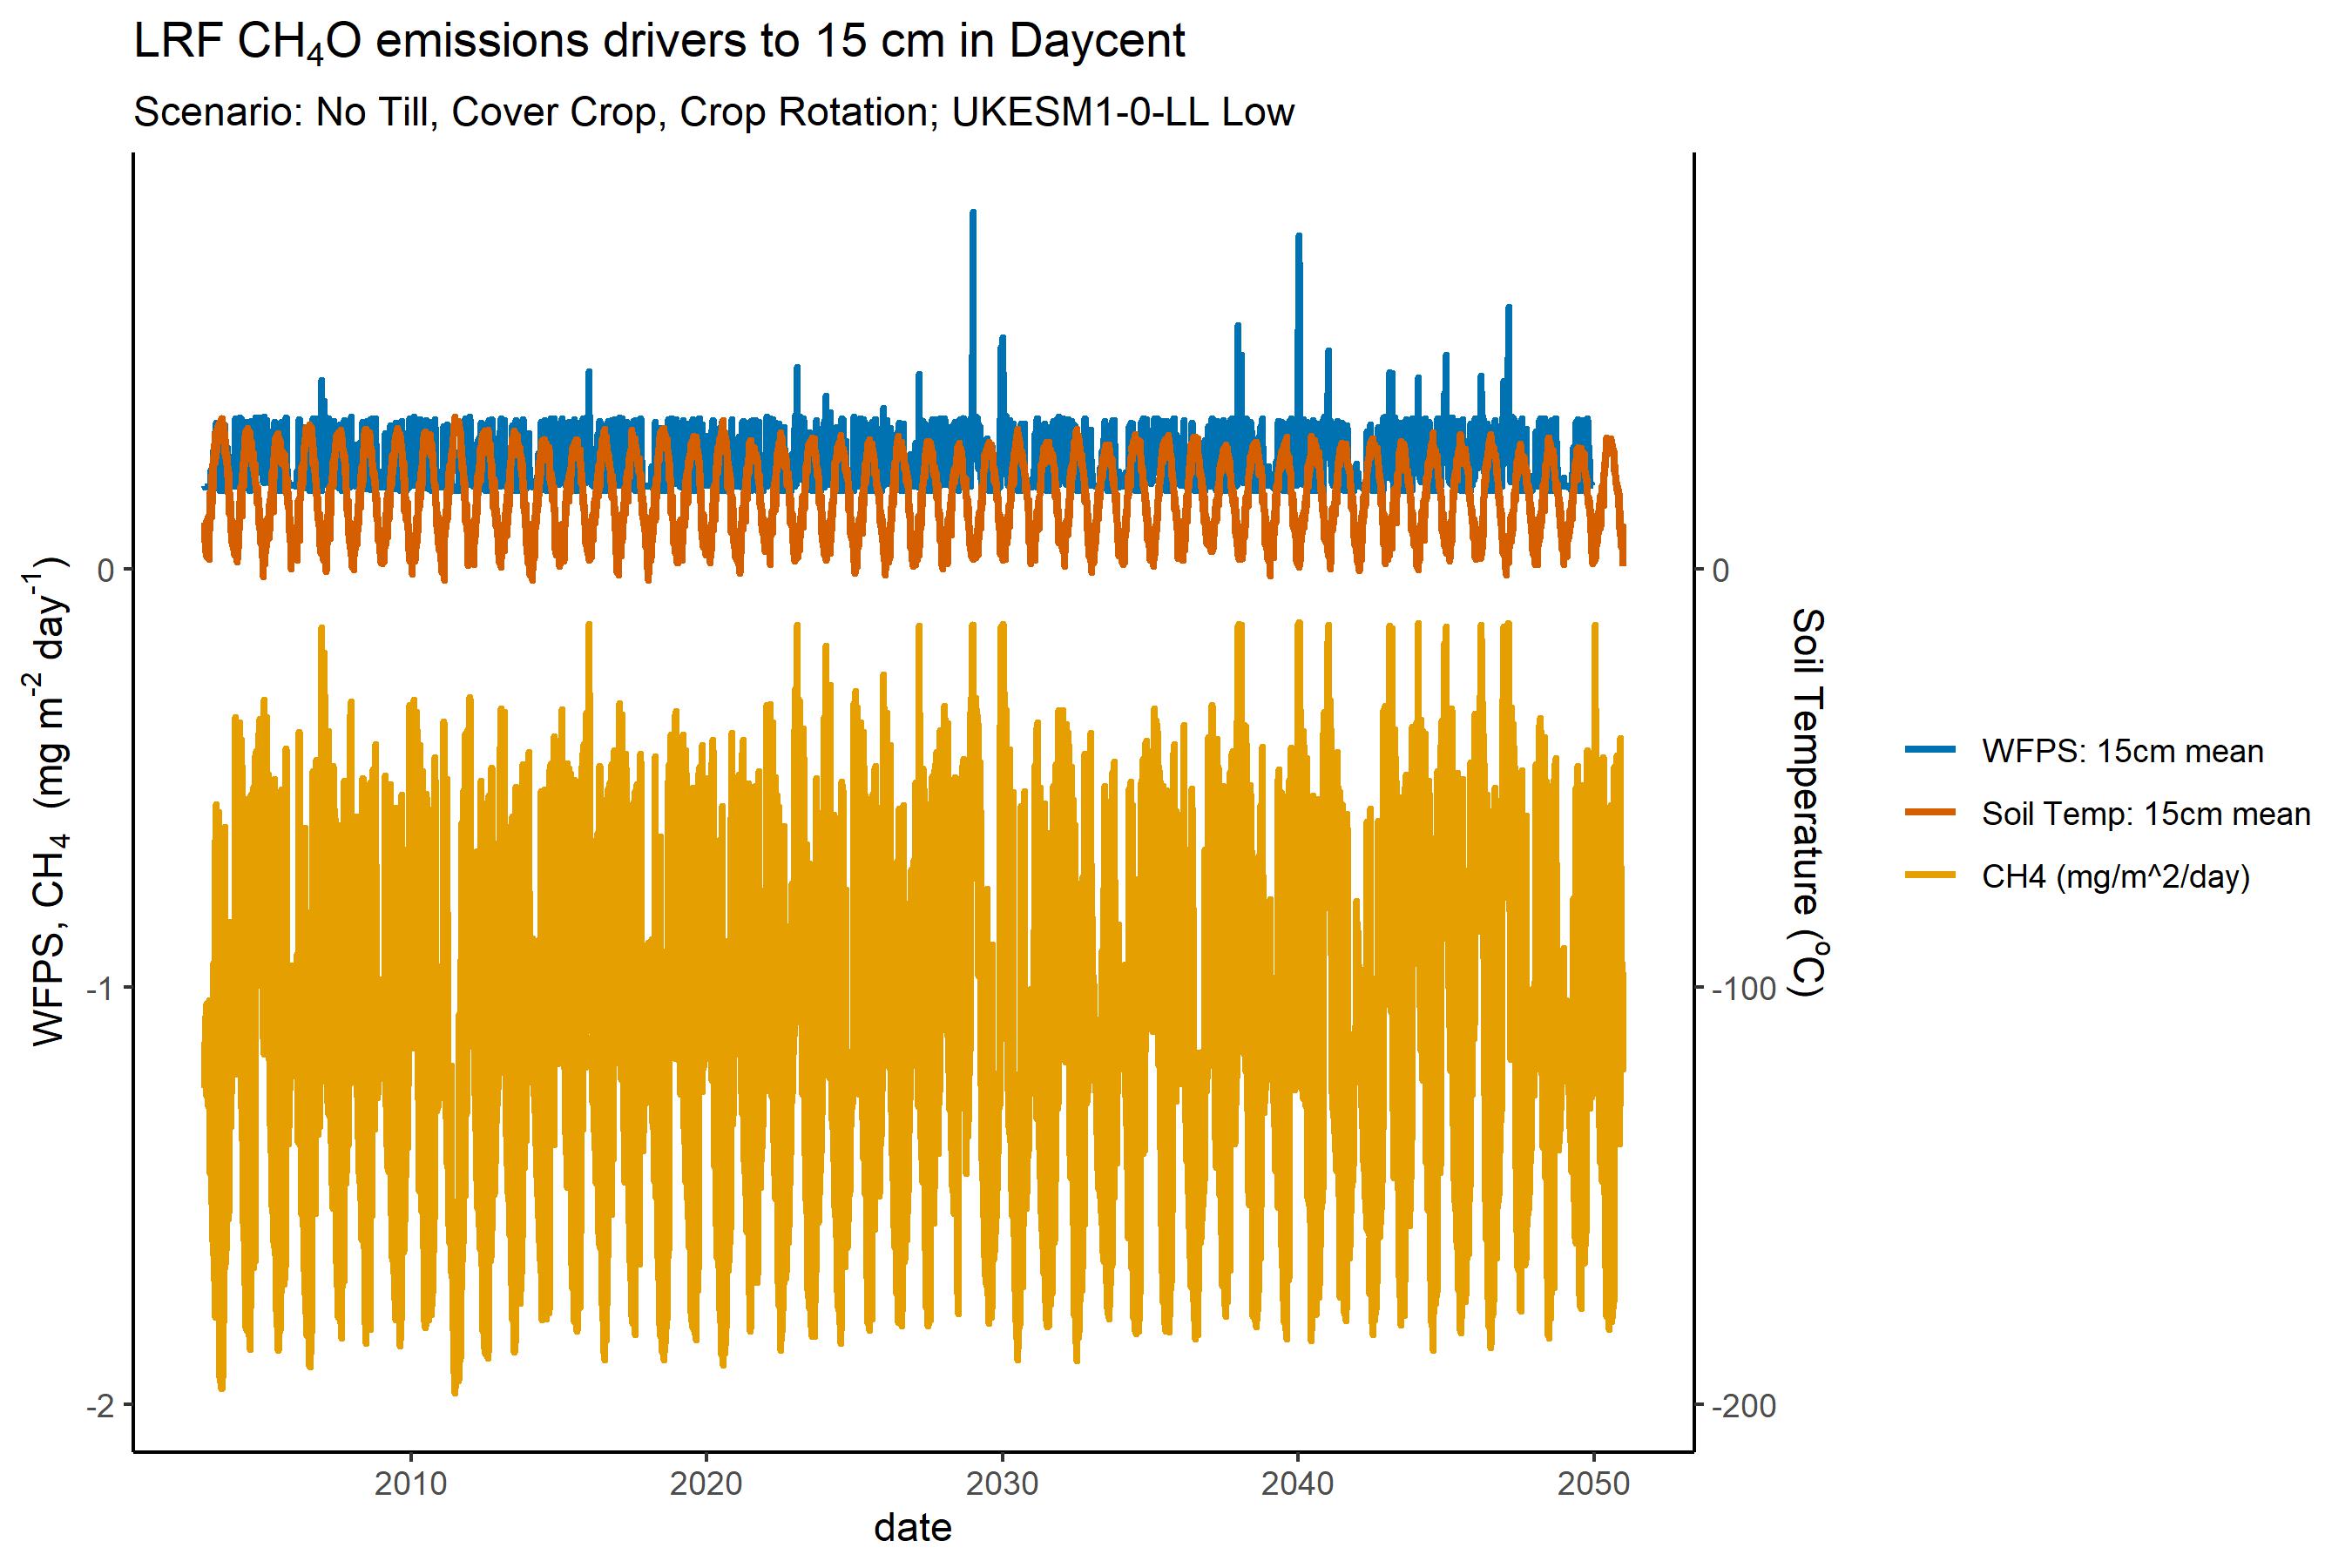 LRF CH₄O emissions drivers to 15 cm in Daycent
Scenario: No Till, Cover Crop, Crop Rotation; UKESM1-0-LL Low
WFPS, CH₄ (mg m⁻² day⁻¹)
0
-1
-2
0
-100
-200
Soil Temperature (ºC)
2010
2020
2030
2040
2050
date
WFPS: 15cm mean
Soil Temp: 15cm mean
CH4 (mg/m^2/day)